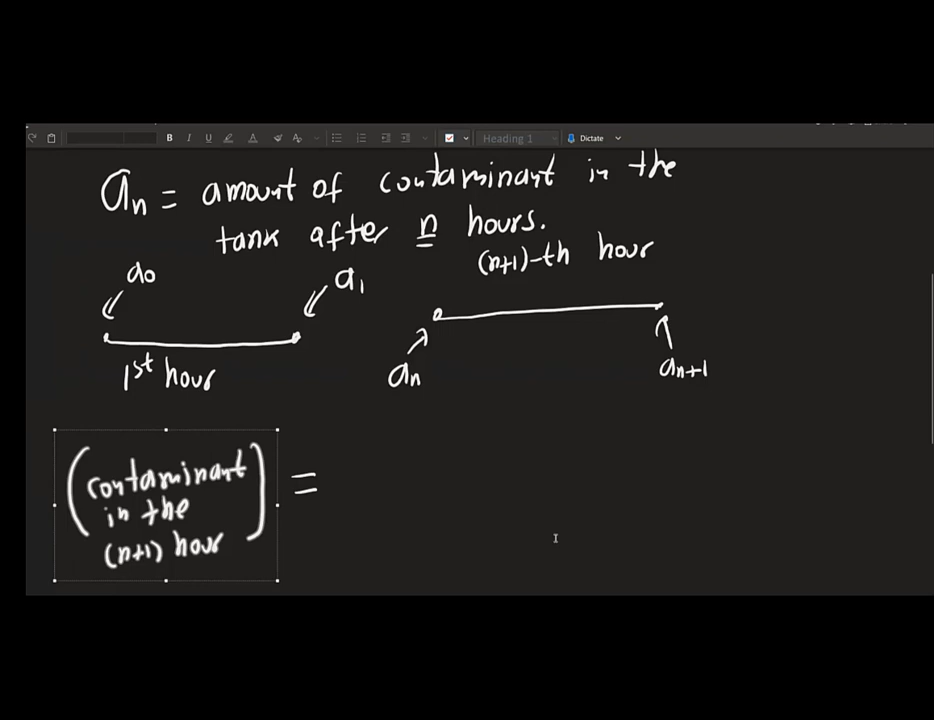 B I U A Heading 1 Dictate
an = amount of contaminant in the
tank after n hours.
(n+1)-th hour
a0
a1
1st hour
an
an+1
(contaminant
in the
(n+1) hour) =